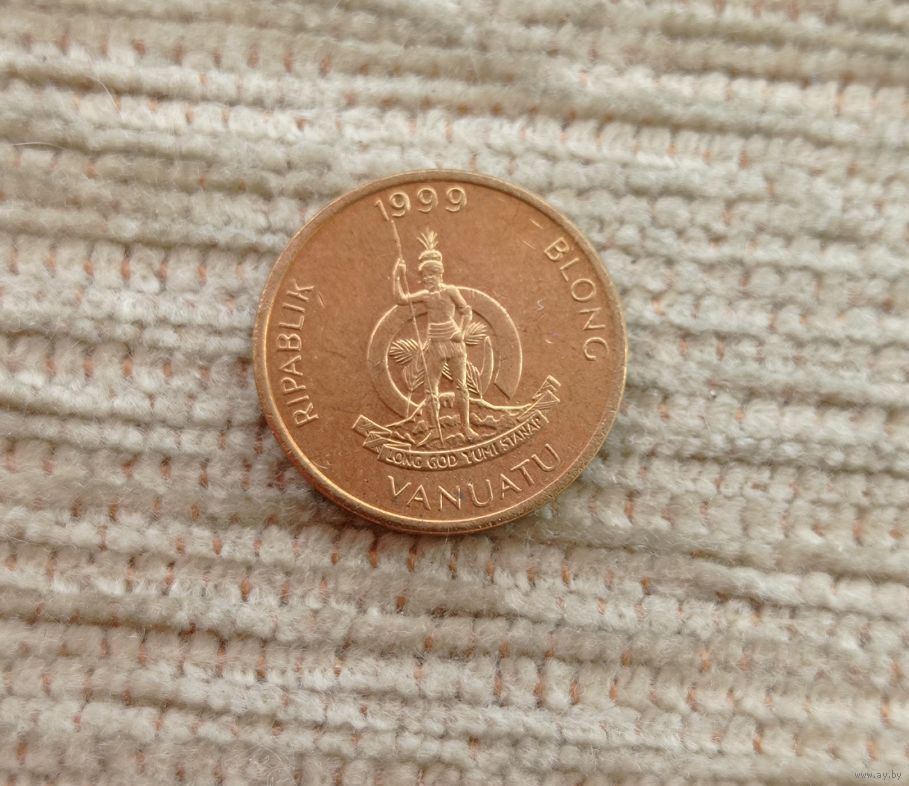 1999
RIPABLIK
BLONG
VANUATU
LONG GOD YUMI STANAP
www.ay.by